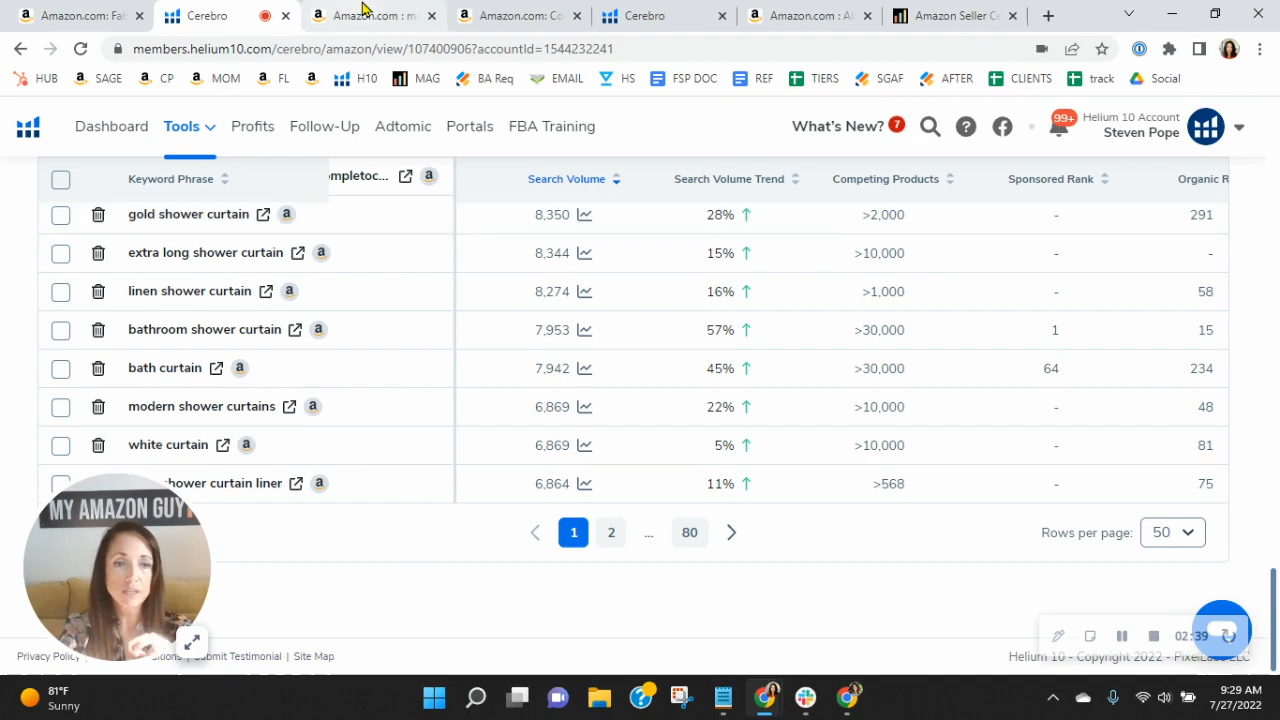 Amazon.com: Fab
Cerebro
Amazon.com : m
Amazon.com: Co
Cerebro
Amazon.com : A
Amazon Seller Ce
members.helium10.com/cerebro/amazon/view/107400906?accountId=1544232241
HUB SAGE CP MOM FL H10 MAG BA Req EMAIL HS FSP DOC REF TIERS SGAF AFTER CLIENTS track Social
Dashboard Tools Profits Follow-Up Adtomic Portals FBA Training What's New? 7 99+ Helium 10 Account
Steven Pope
Keyword Phrase ompletoc... Search Volume Search Volume Trend Competing Products Sponsored Rank Organic R
gold shower curtain 8,350 28% >2,000 - 291
extra long shower curtain 8,344 15% >10,000 - -
linen shower curtain 8,274 16% >1,000 - 58
bathroom shower curtain 7,953 57% >30,000 1 15
bath curtain 7,942 45% >30,000 64 234
modern shower curtains 6,869 22% >10,000 - 48
white curtain 6,869 5% >10,000 - 81
hower curtain liner 6,864 11% >568 - 75
MY AMAZON GUY
1 2 ... 80 Rows per page: 50
02:39
Privacy Policy itions Submit Testimonial Site Map Helium 10 - Copyright 2022 - Pixel LLC
81°F
Sunny
9:29 AM
7/27/2022